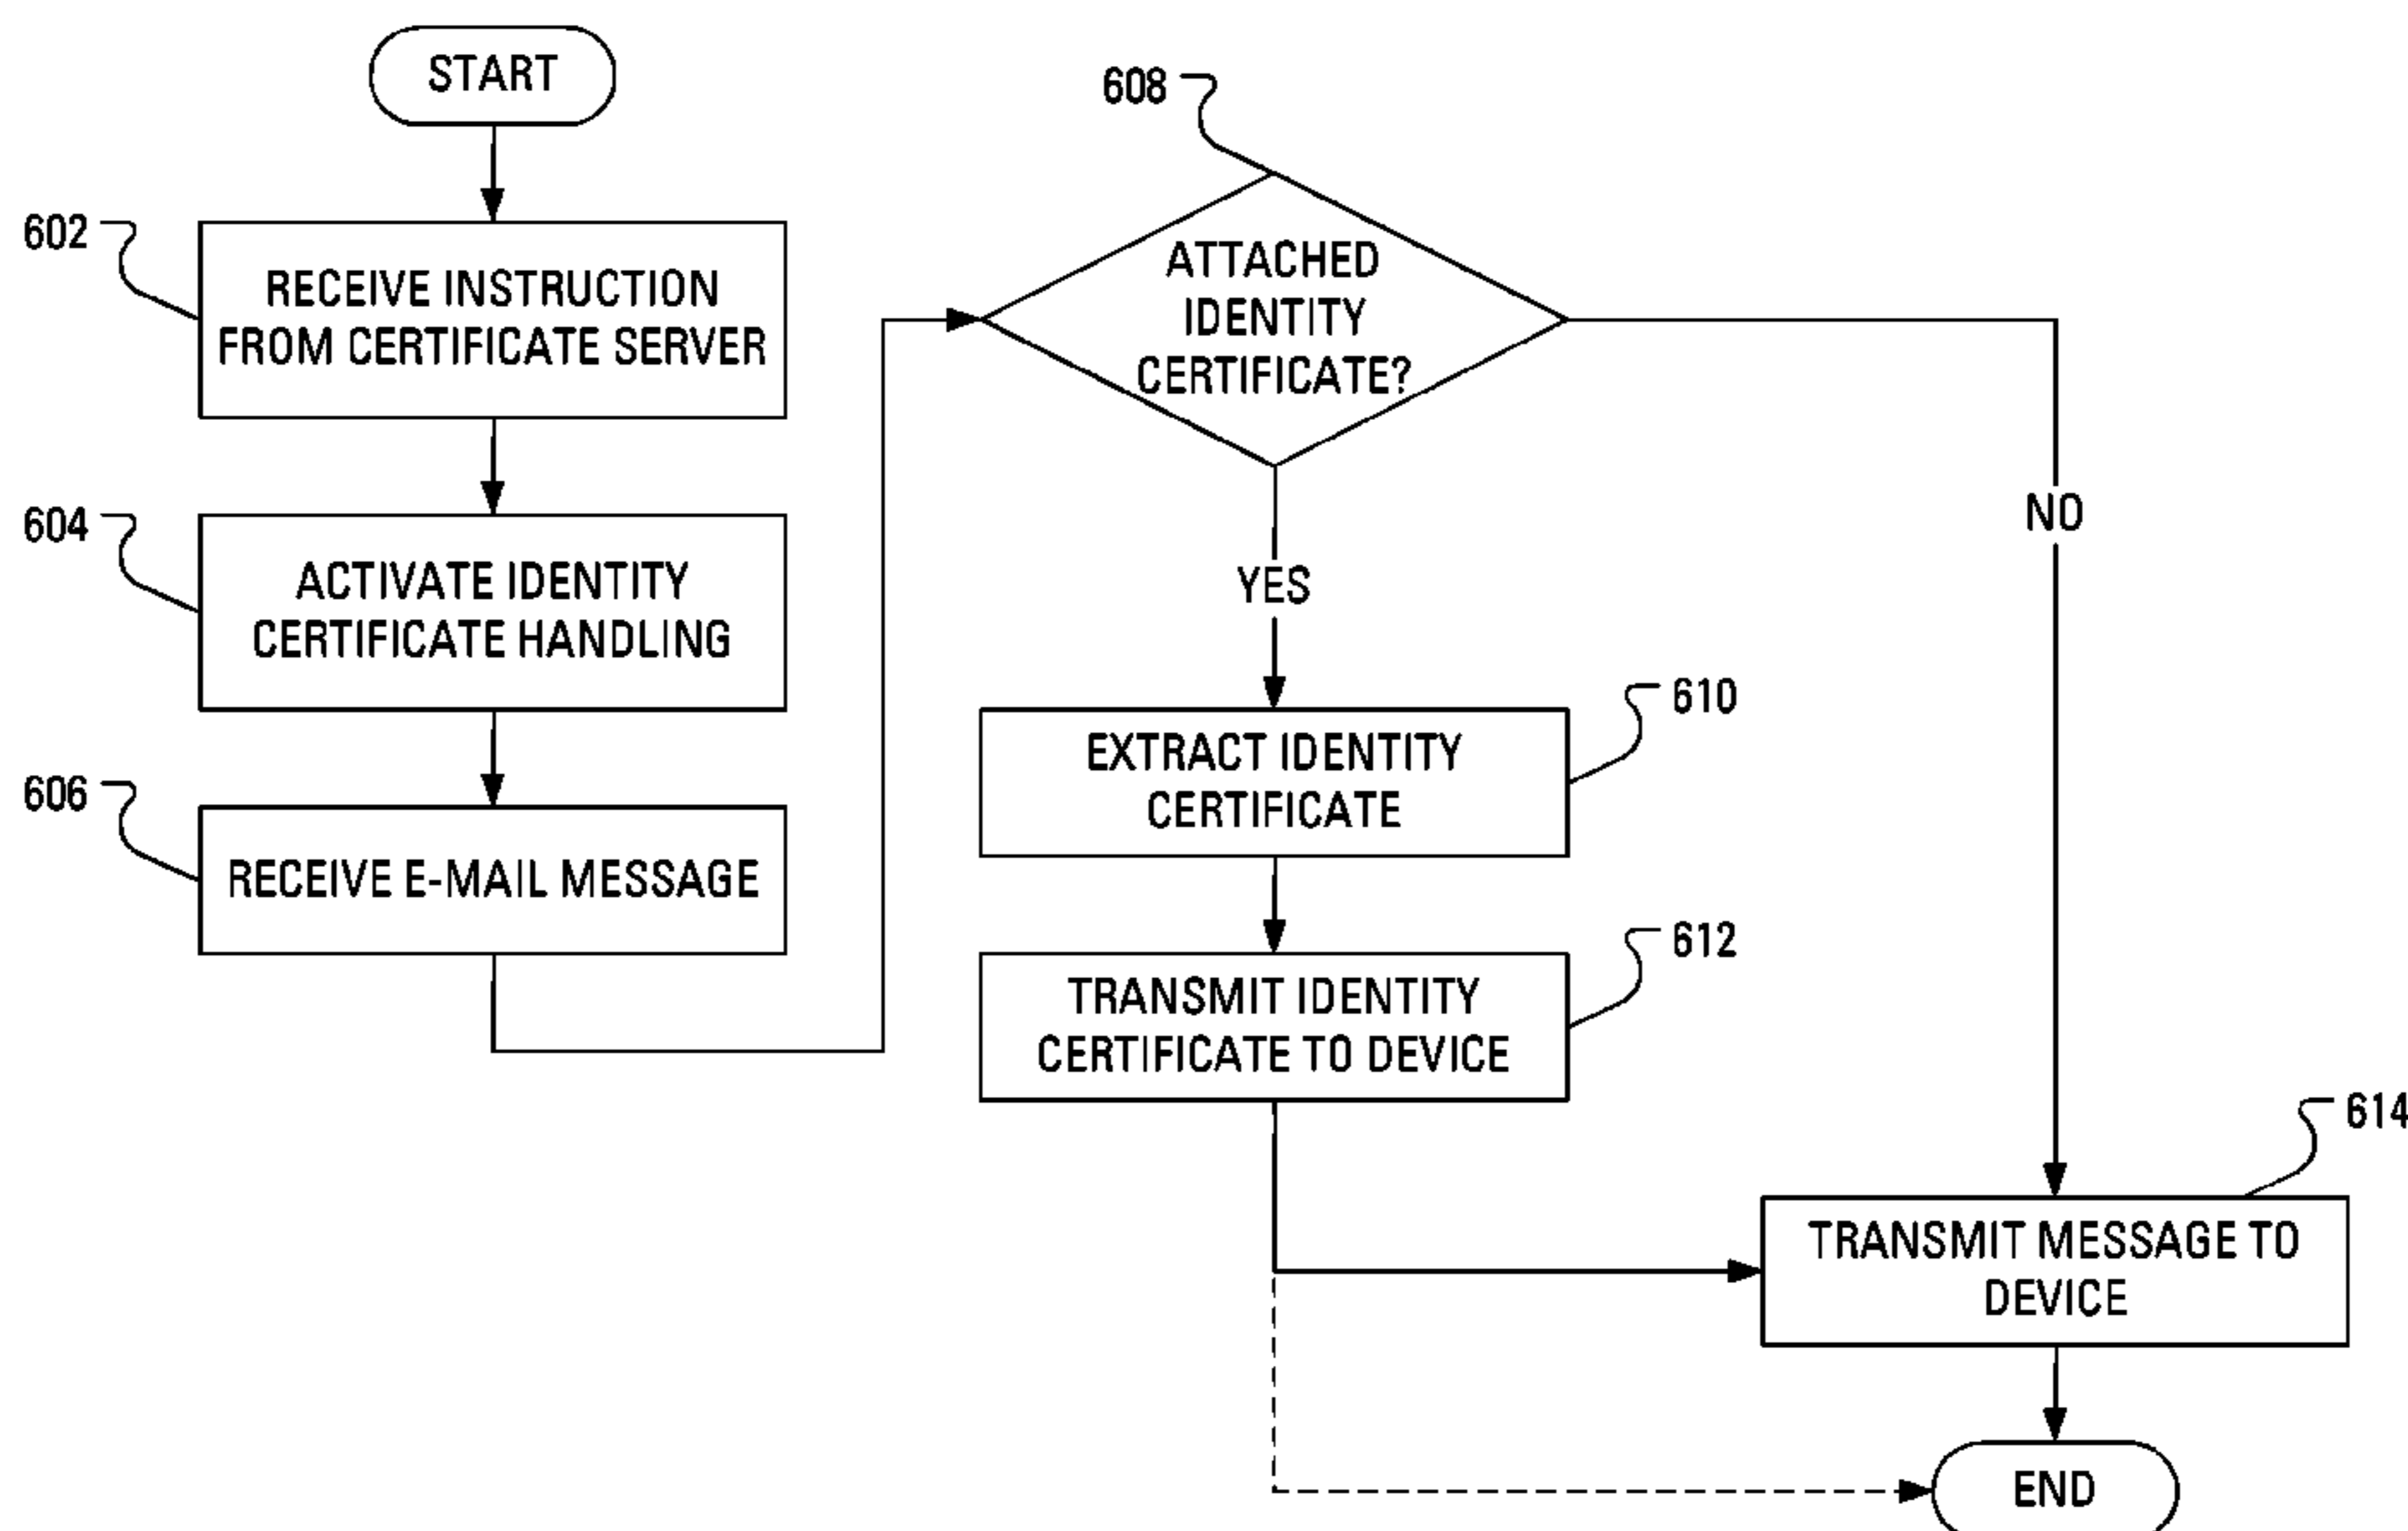 START
602
RECEIVE INSTRUCTION
FROM CERTIFICATE SERVER
604
ACTIVATE IDENTITY
CERTIFICATE HANDLING
606
RECEIVE E-MAIL MESSAGE
608
ATTACHED
IDENTITY
CERTIFICATE?
YES
NO
610
EXTRACT IDENTITY
CERTIFICATE
612
TRANSMIT IDENTITY
CERTIFICATE TO DEVICE
614
TRANSMIT MESSAGE TO
DEVICE
END